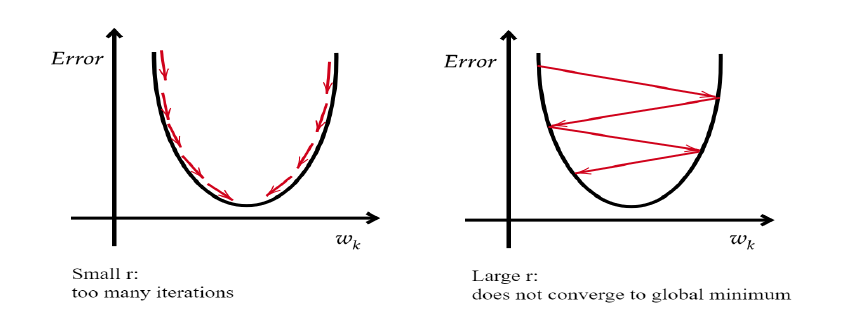 Error
w_k
Small r:
too many iterations
Error
w_k
Large r:
does not converge to global minimum